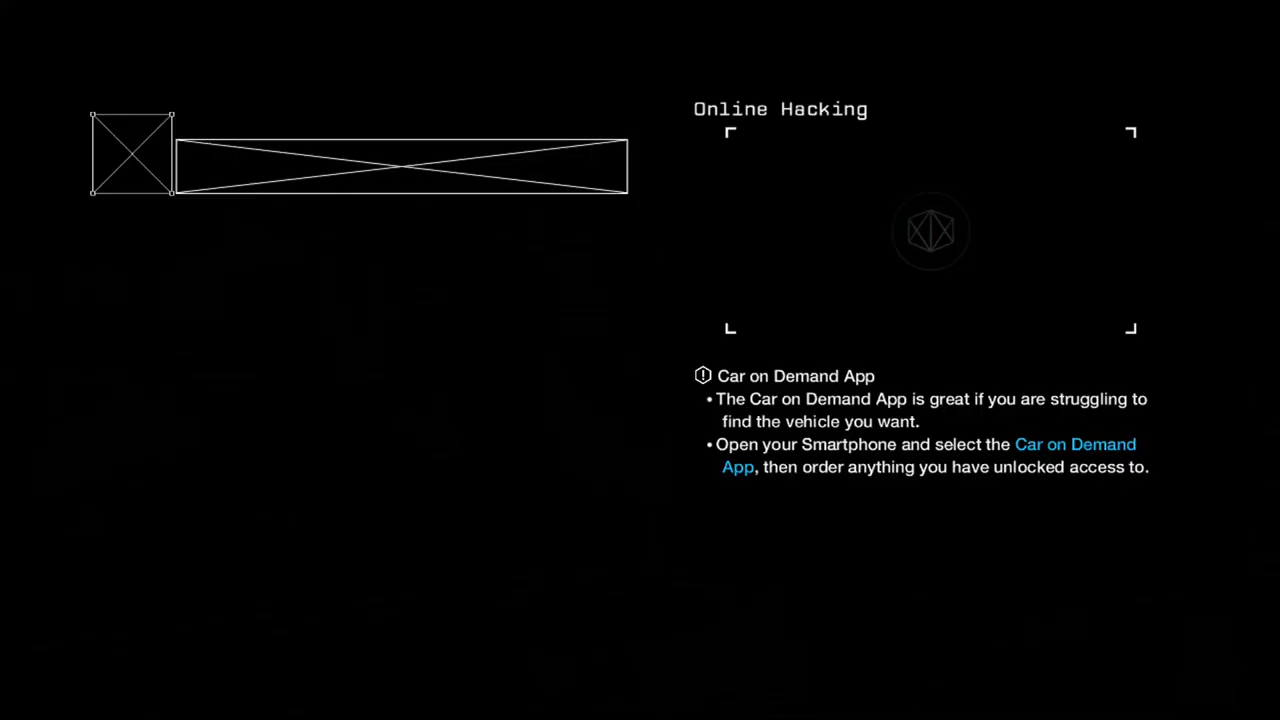 Online Hacking
Car on Demand App
• The Car on Demand App is great if you are struggling to
find the vehicle you want.
• Open your Smartphone and select the Car on Demand
App, then order anything you have unlocked access to.